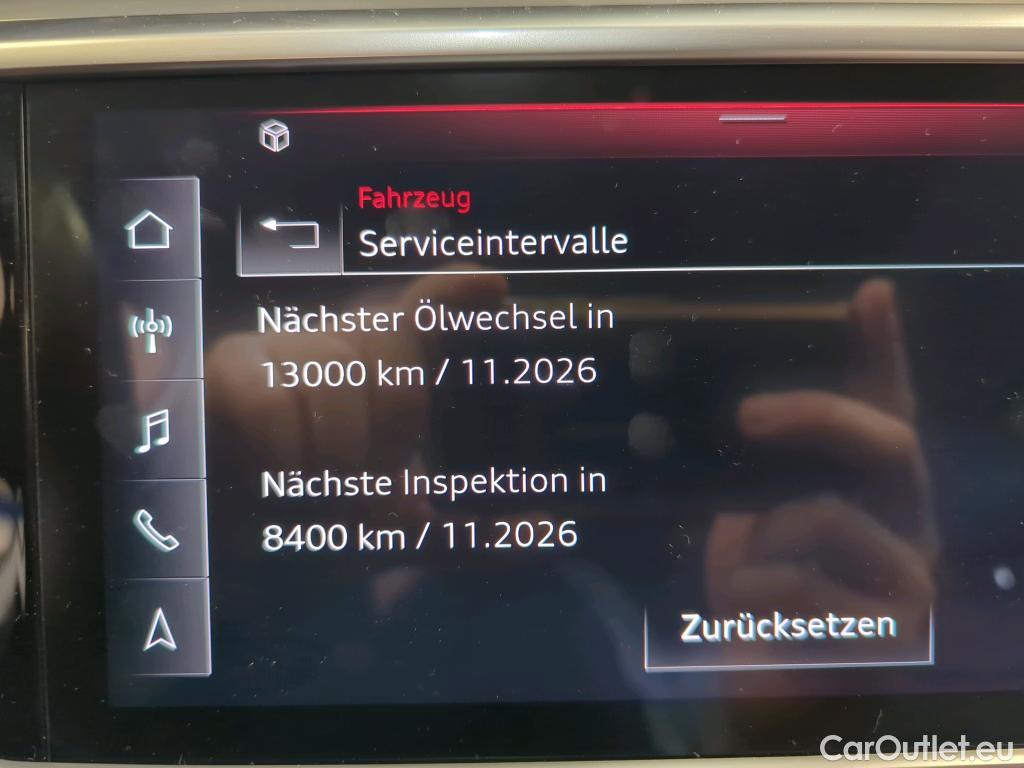 Fahrzeug
Serviceintervalle
Nächster Ölwechsel in
13000 km / 11.2026
Nächste Inspektion in
8400 km / 11.2026
Zurücksetzen
CarOutlet.eu